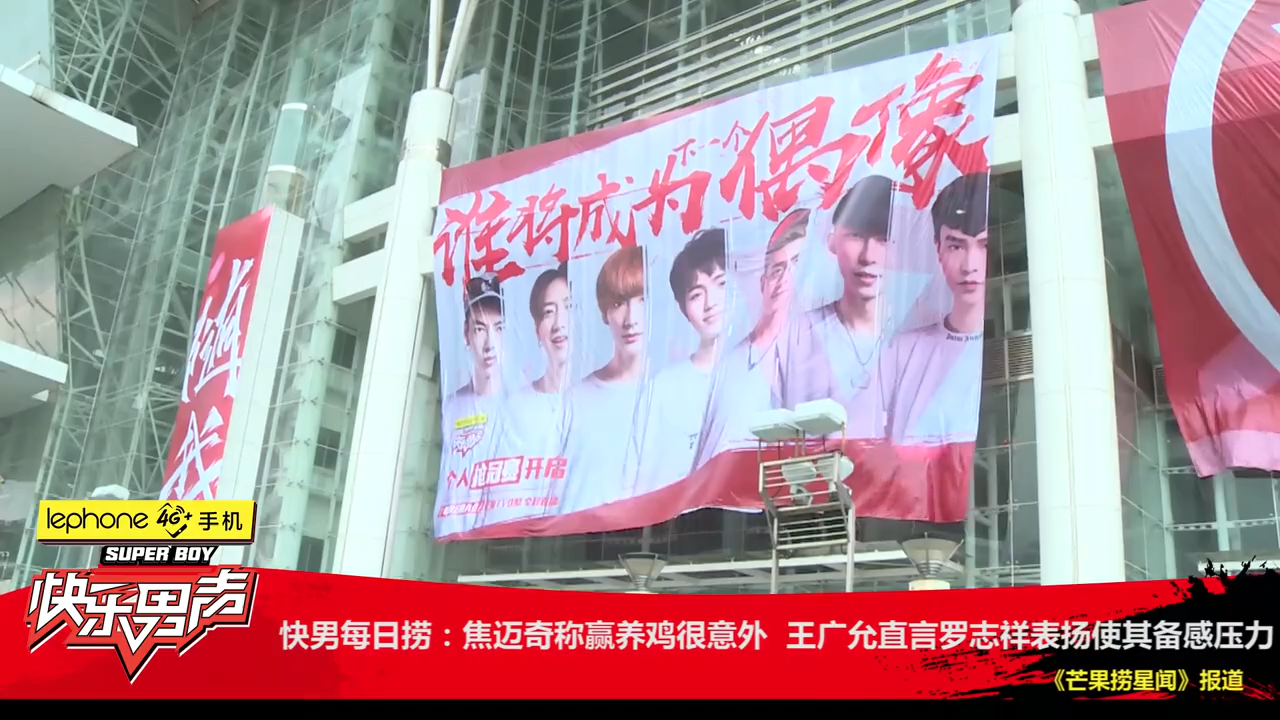 谁将成为下一个偶像
个人抢冠赛开启
lephone 4G+ 手机
SUPER BOY
快乐男声
快男每日捞：焦迈奇称赢养鸡很意外 王广允直言罗志祥表扬使其备感压力
《芒果捞星闻》报道